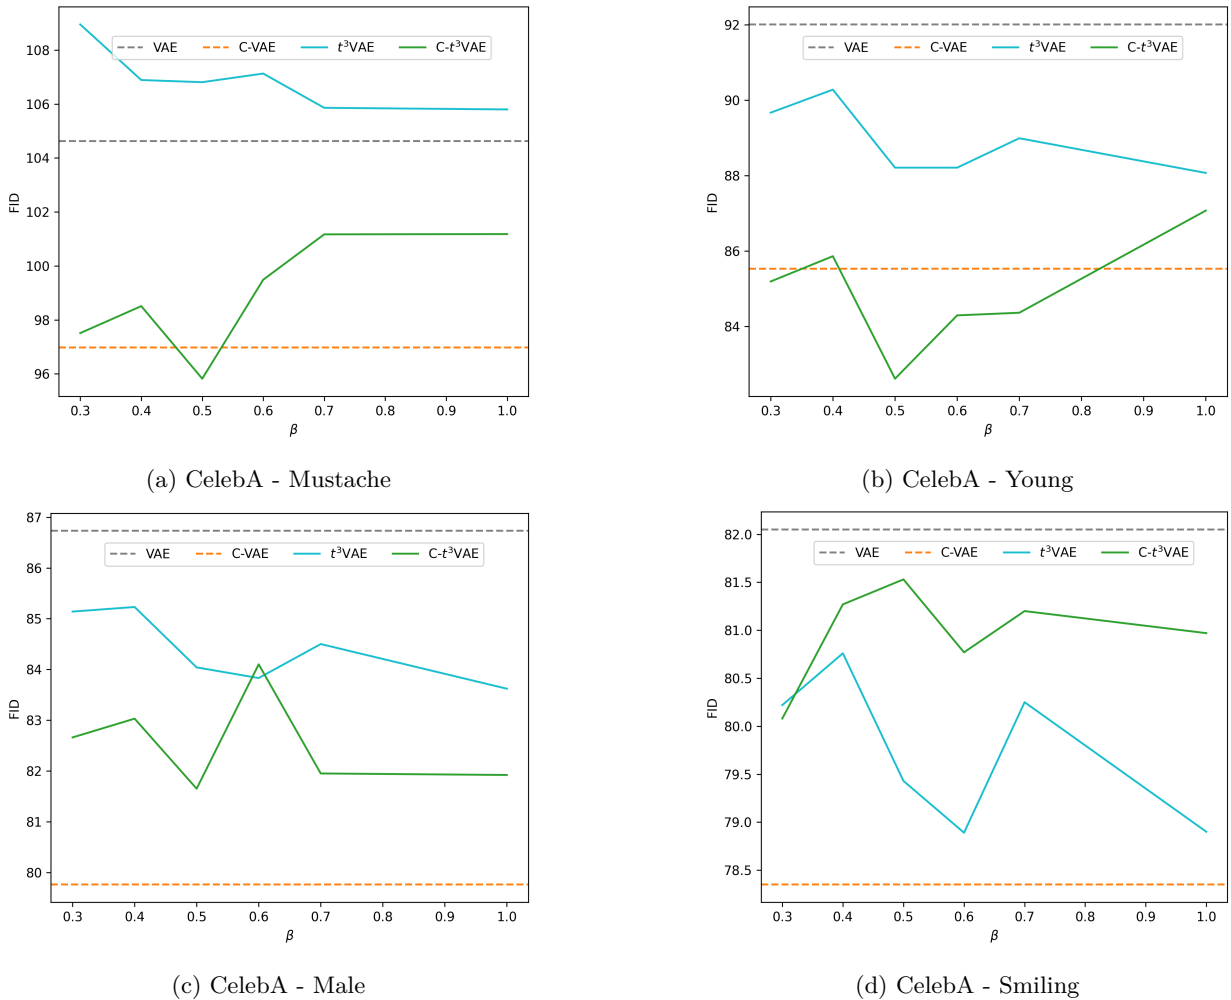 108
106
104
102
100
98
96
FID
VAE C-VAE t³VAE C-t³VAE
0.3 0.4 0.5 0.6 0.7 0.8 0.9 1.0
β
(a) CelebA - Mustache
92
90
88
86
84
FID
VAE C-VAE t³VAE C-t³VAE
0.3 0.4 0.5 0.6 0.7 0.8 0.9 1.0
β
(b) CelebA - Young
87
86
85
84
83
82
81
80
FID
VAE C-VAE t³VAE C-t³VAE
0.3 0.4 0.5 0.6 0.7 0.8 0.9 1.0
β
(c) CelebA - Male
82.0
81.5
81.0
80.5
80.0
79.5
79.0
78.5
FID
VAE C-VAE t³VAE C-t³VAE
0.3 0.4 0.5 0.6 0.7 0.8 0.9 1.0
β
(d) CelebA - Smiling